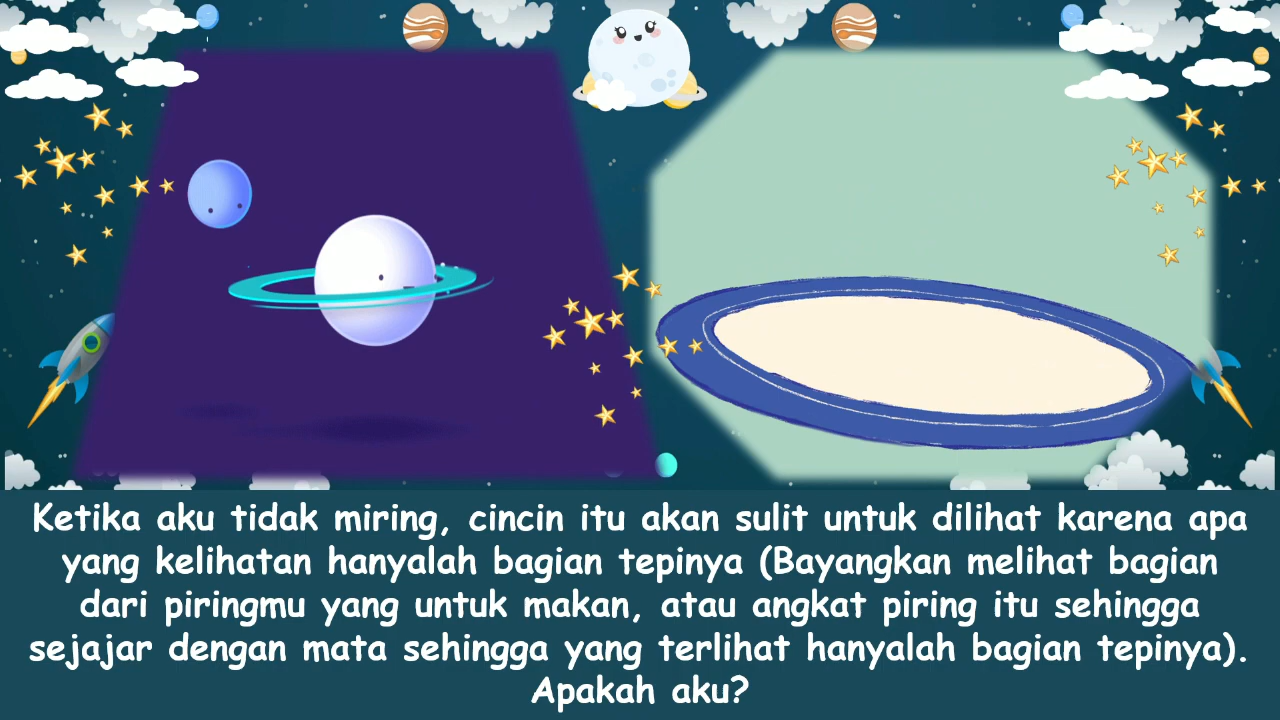 Ketika aku tidak miring, cincin itu akan sulit untuk dilihat karena apa
yang kelihatan hanyalah bagian tepinya (Bayangkan melihat bagian
dari piringmu yang untuk makan, atau angkat piring itu sehingga
sejajar dengan mata sehingga yang terlihat hanyalah bagian tepinya).
Apakah aku?